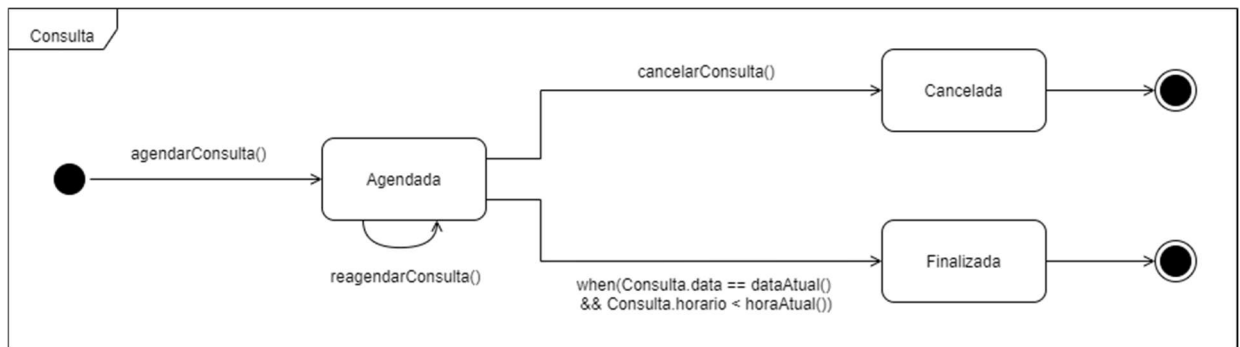 Consulta
cancelarConsulta()
Cancelada
agendarConsulta()
Agendada
reagendarConsulta()
Finalizada
when(Consulta.data == dataAtual()
&& Consulta.horario < horaAtual())